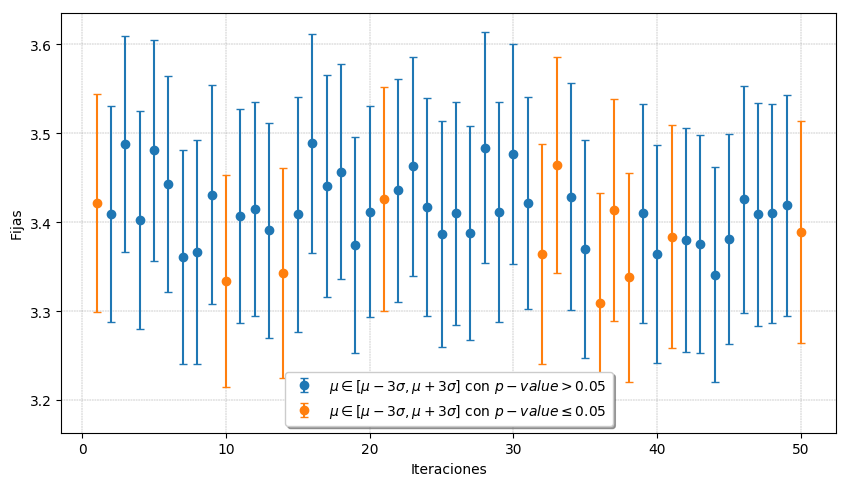 3.6
3.5
3.4
3.3
3.2
Fijas
μ ∈ [μ − 3σ, μ + 3σ] con p − value > 0.05
μ ∈ [μ − 3σ, μ + 3σ] con p − value ≤ 0.05
0 10 20 30 40 50
Iteraciones